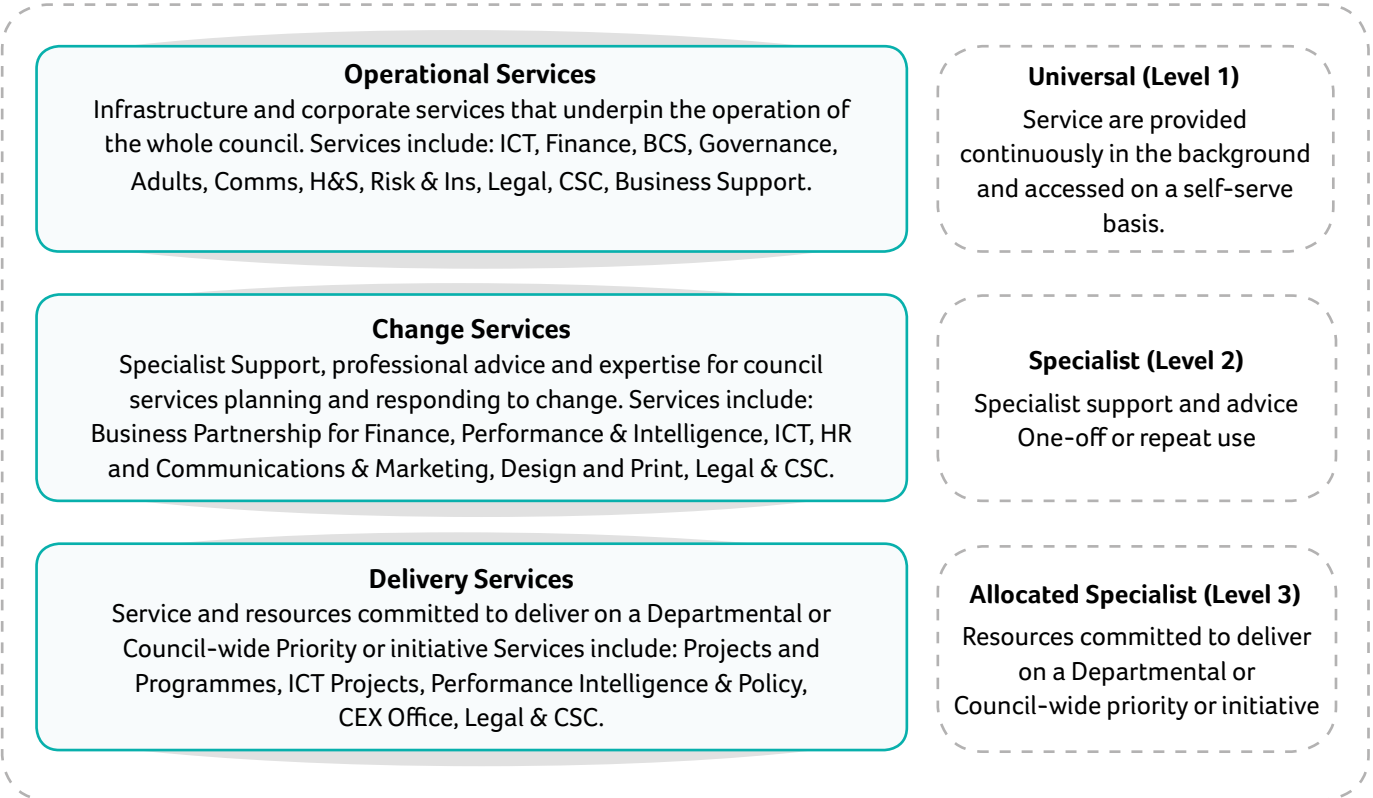 Operational Services
Infrastructure and corporate services that underpin the operation of
the whole council. Services include: ICT, Finance, BCS, Governance,
Adults, Comms, H&S, Risk & Ins, Legal, CSC, Business Support.
Universal (Level 1)
Service are provided
continuously in the background
and accessed on a self-serve
basis.
Change Services
Specialist Support, professional advice and expertise for council
services planning and responding to change. Services include:
Business Partnership for Finance, Performance & Intelligence, ICT, HR
and Communications & Marketing, Design and Print, Legal & CSC.
Specialist (Level 2)
Specialist support and advice
One-off or repeat use
Delivery Services
Service and resources committed to deliver on a Departmental or
Council-wide Priority or initiative Services include: Projects and
Programmes, ICT Projects, Performance Intelligence & Policy,
CEX Office, Legal & CSC.
Allocated Specialist (Level 3)
Resources committed to deliver
on a Departmental or
Council-wide priority or initiative